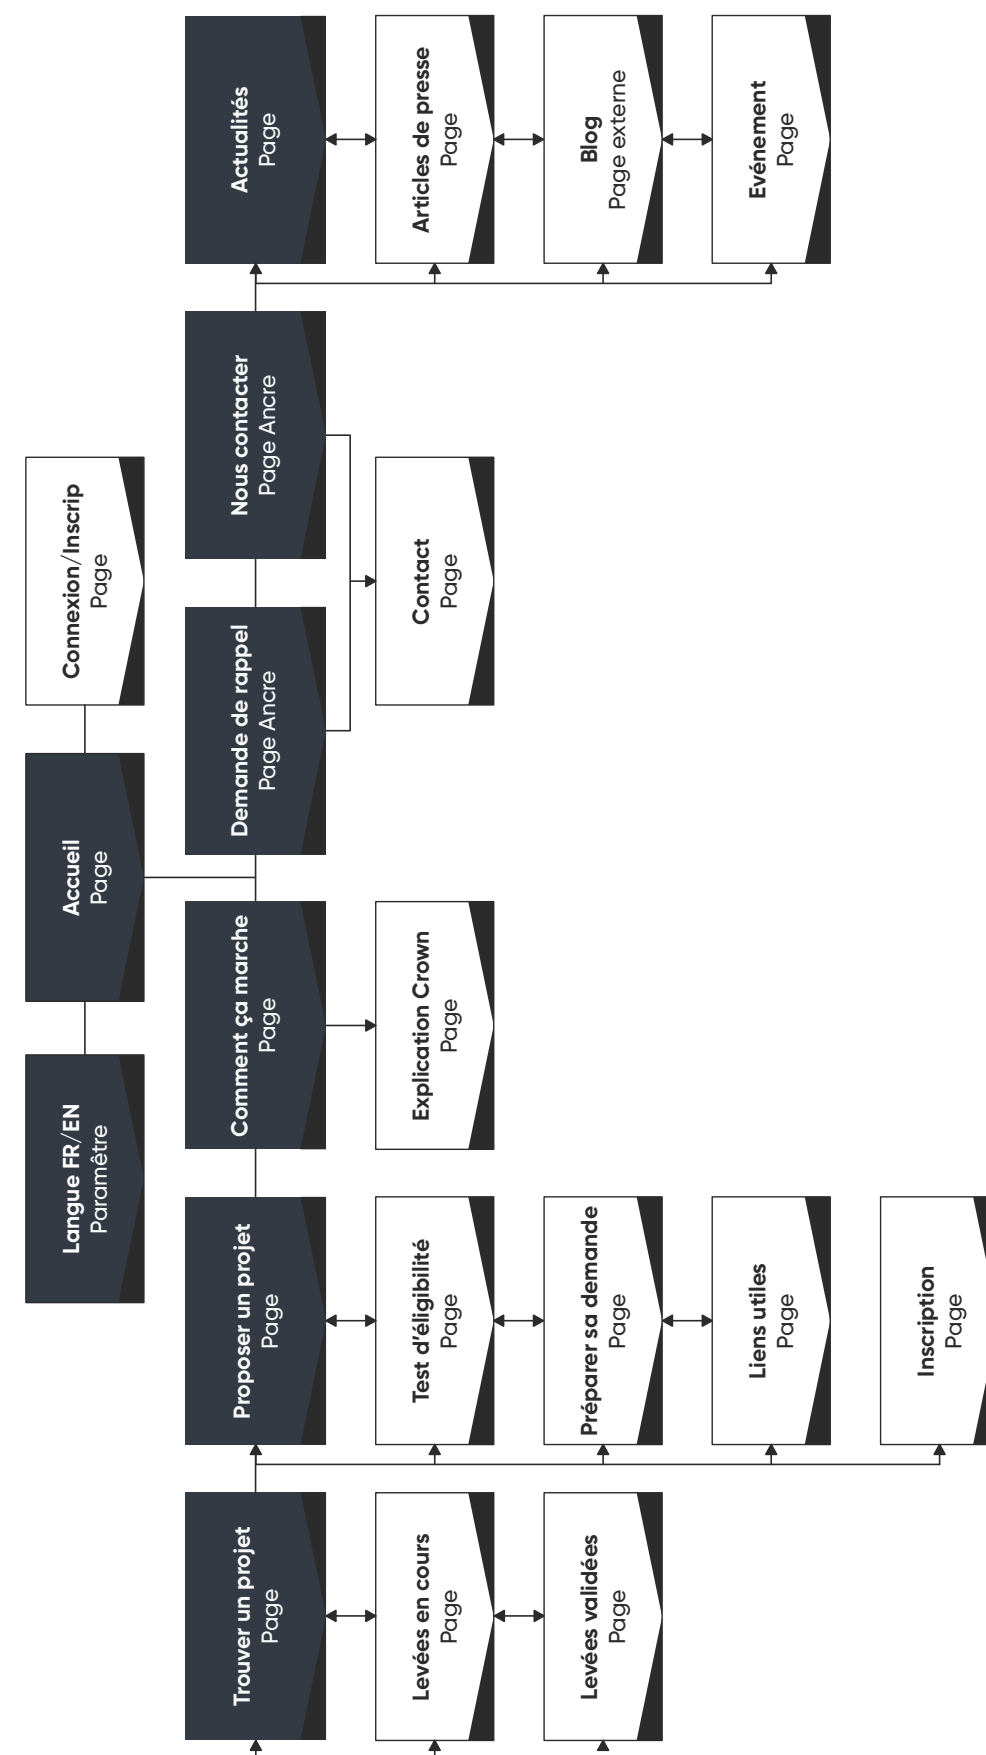 Langue FR/EN
Paramêtre
Accueil
Page
Connexion/Inscrip
Page
Trouver un projet
Page
Proposer un projet
Page
Comment ça marche
Page
Demande de rappel
Page Ancre
Nous contacter
Page Ancre
Actualités
Page
Levées en cours
Page
Test d’éligibilité
Page
Explication Crown
Page
Contact
Page
Articles de presse
Page
Levées validées
Page
Préparer sa demande
Page
Blog
Page externe
Liens utiles
Page
Evénement
Page
Inscription
Page